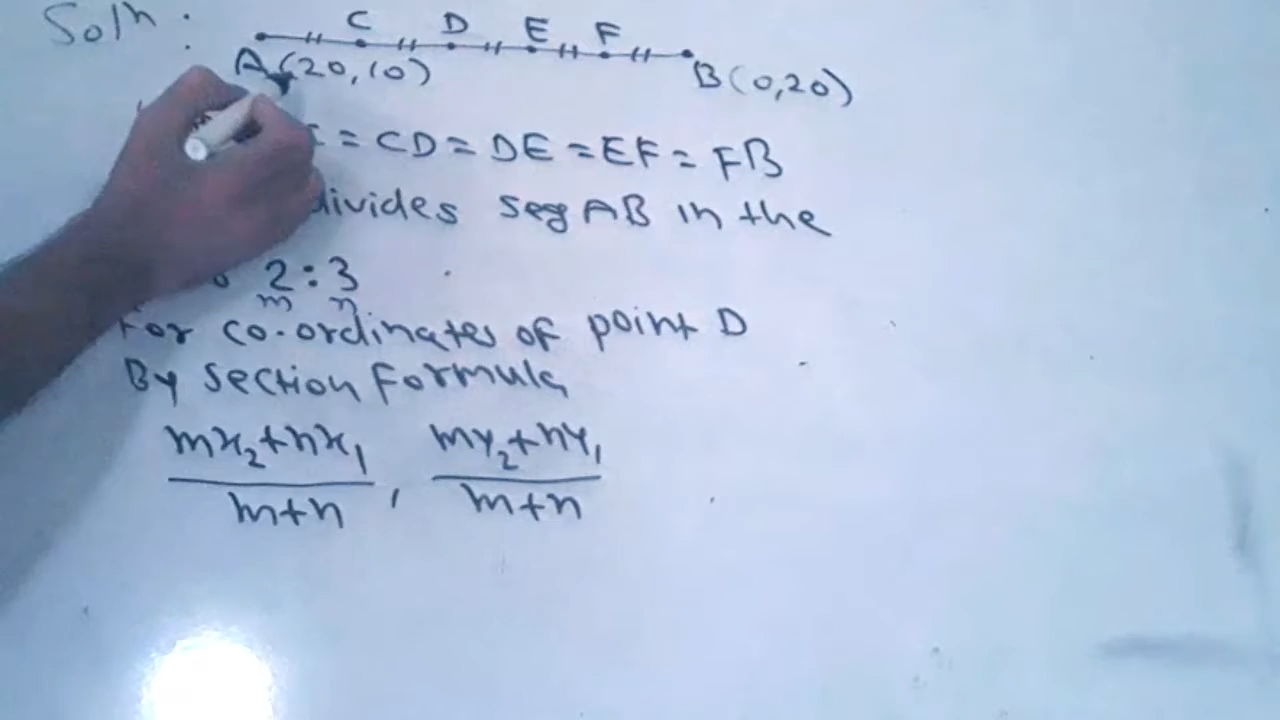 Soln :
C D E F
A(20,10) B(0,20)
= CD = DE = EF = FB
divides seg AB in the
2 : 3
m n
For co-ordinates of point D
By section formula
mx₂+nx₁ / m+n , my₂+ny₁ / m+n